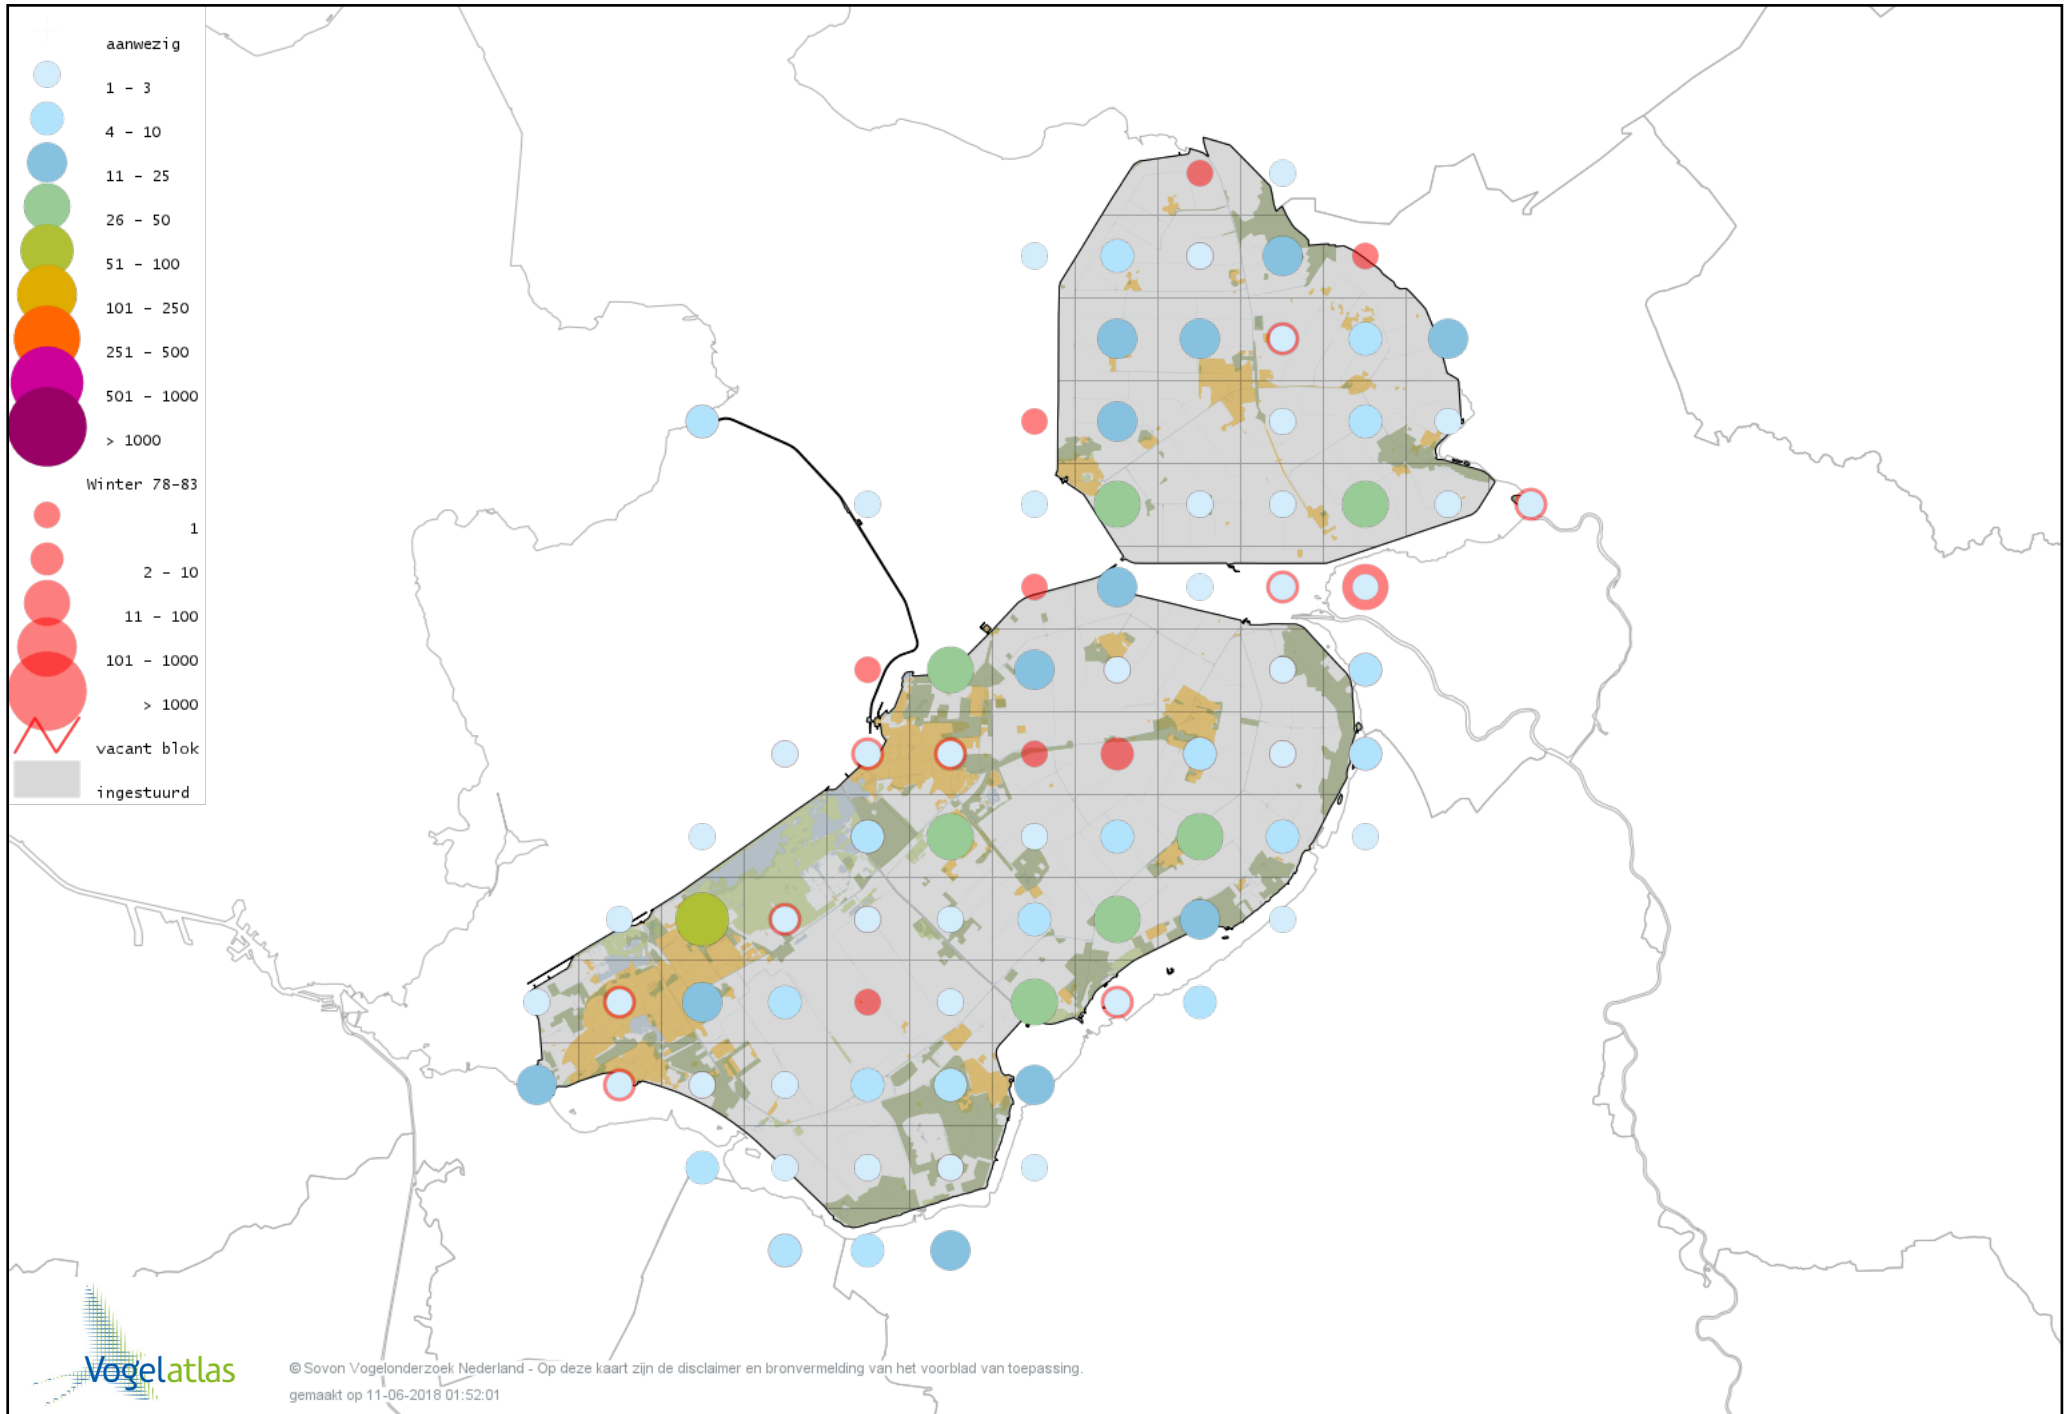 aanwezig
1 - 3
4 - 10
11 - 25
26 - 50
51 - 100
101 - 250
251 - 500
501 - 1000
> 1000
Winter 78-83
1
2 - 10
11 - 100
101 - 1000
> 1000
vacant blok
ingestuurd
Vogelatlas
© Sovon Vogelonderzoek Nederland - Op deze kaart zijn de disclaimer en bronvermelding van het voorblad van toepassing.
gemaakt op 11-06-2018 01:52:01